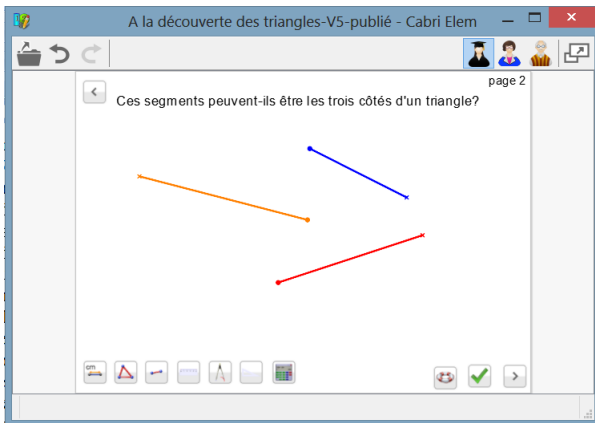 A la découverte des triangles-V5-publié - Cabri Elem
page 2
Ces segments peuvent-ils être les trois côtés d'un triangle?
cm